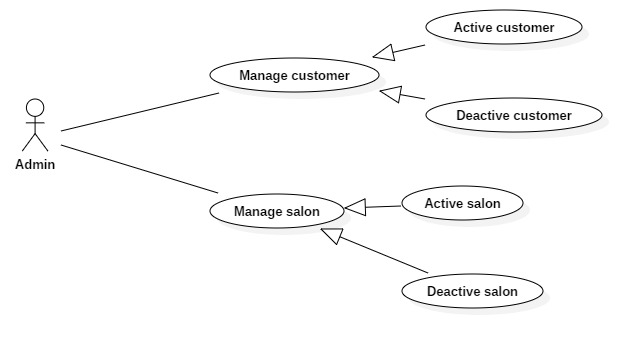 Active customer
Manage customer
Deactive customer
Admin
Manage salon
Active salon
Deactive salon